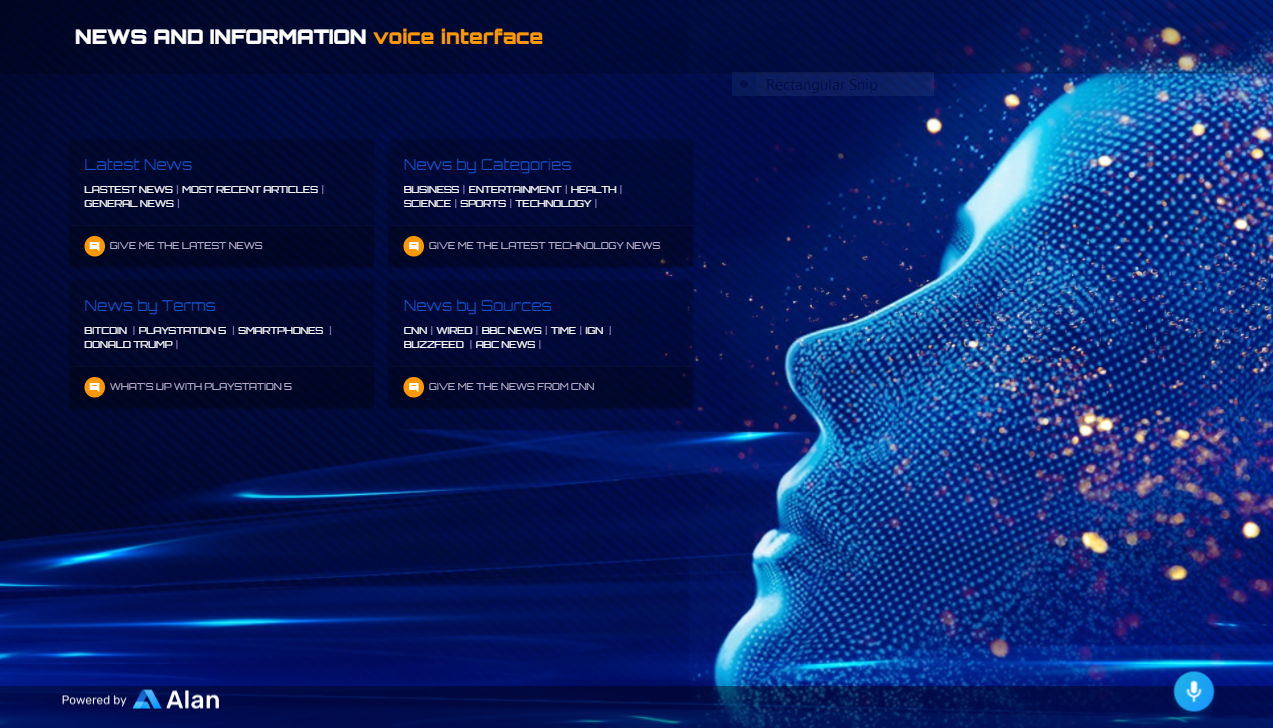 NEWS AND INFORMATION voice interface
Rectangular Snip
Latest News
LASTEST NEWS | MOST RECENT ARTICLES |
GENERAL NEWS |
GIVE ME THE LATEST NEWS
News by Categories
BUSINESS | ENTERTAINMENT | HEALTH |
SCIENCE | SPORTS | TECHNOLOGY |
GIVE ME THE LATEST TECHNOLOGY NEWS
News by Terms
BITCOIN | PLAYSTATION 5 | SMARTPHONES |
DONALD TRUMP |
WHAT'S UP WITH PLAYSTATION 5
News by Sources
CNN | WIRED | BBC NEWS | TIME | IGN |
BUZZFEED | ABC NEWS |
GIVE ME THE NEWS FROM CNN
Powered by Alan